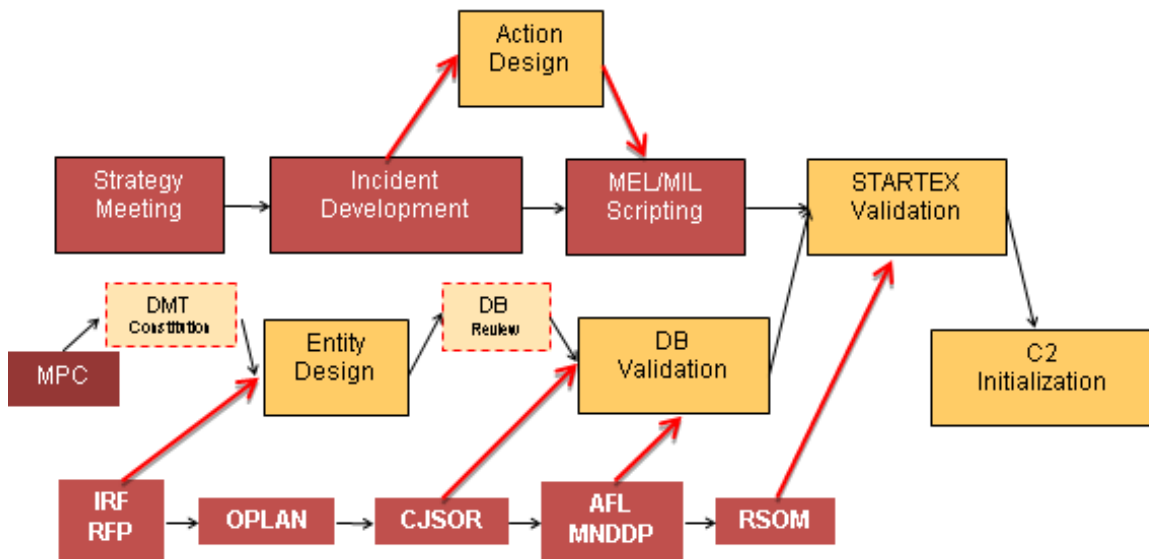 Action
Design
Strategy
Meeting
Incident
Development
MEL/MIL
Scripting
STARTEX
Validation
DMT
Constitution
DB
Review
MPC
Entity
Design
DB
Validation
C2
Initialization
IRF
RFP
OPLAN
CJSOR
AFL
MNDDP
RSOM